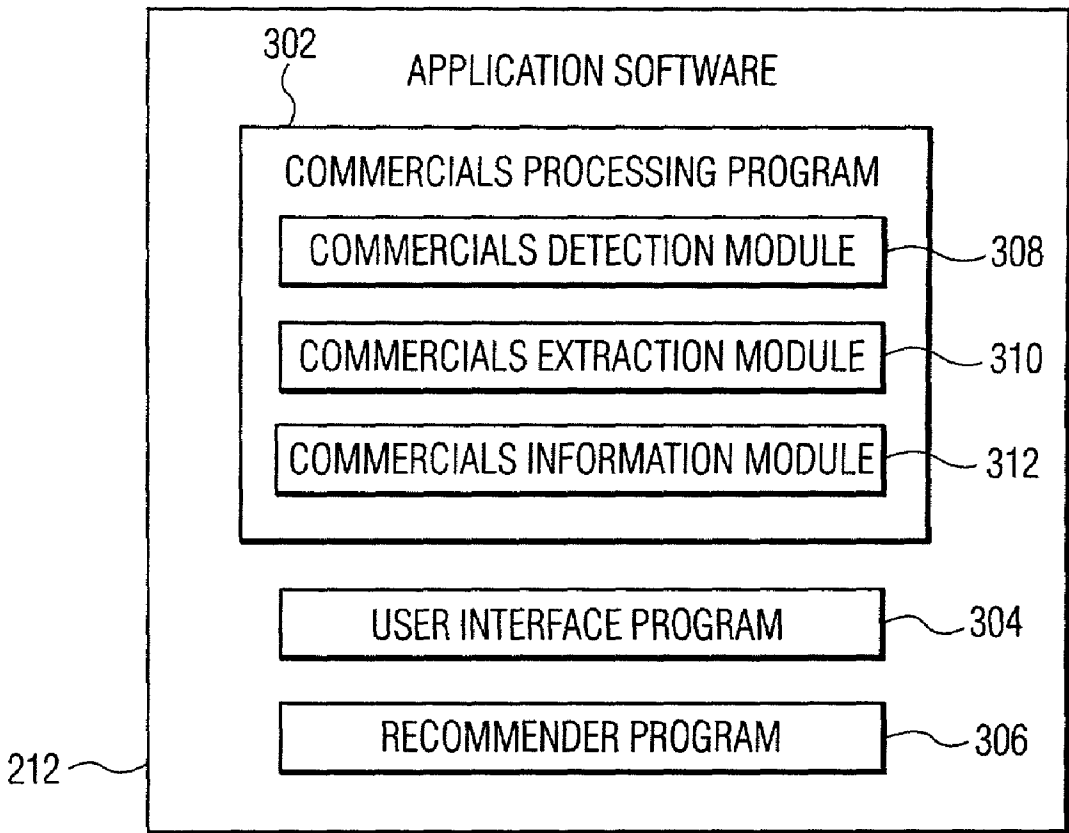 302
APPLICATION SOFTWARE
COMMERCIALS PROCESSING PROGRAM
COMMERCIALS DETECTION MODULE
308
COMMERCIALS EXTRACTION MODULE
310
COMMERCIALS INFORMATION MODULE
312
USER INTERFACE PROGRAM
304
RECOMMENDER PROGRAM
306
212